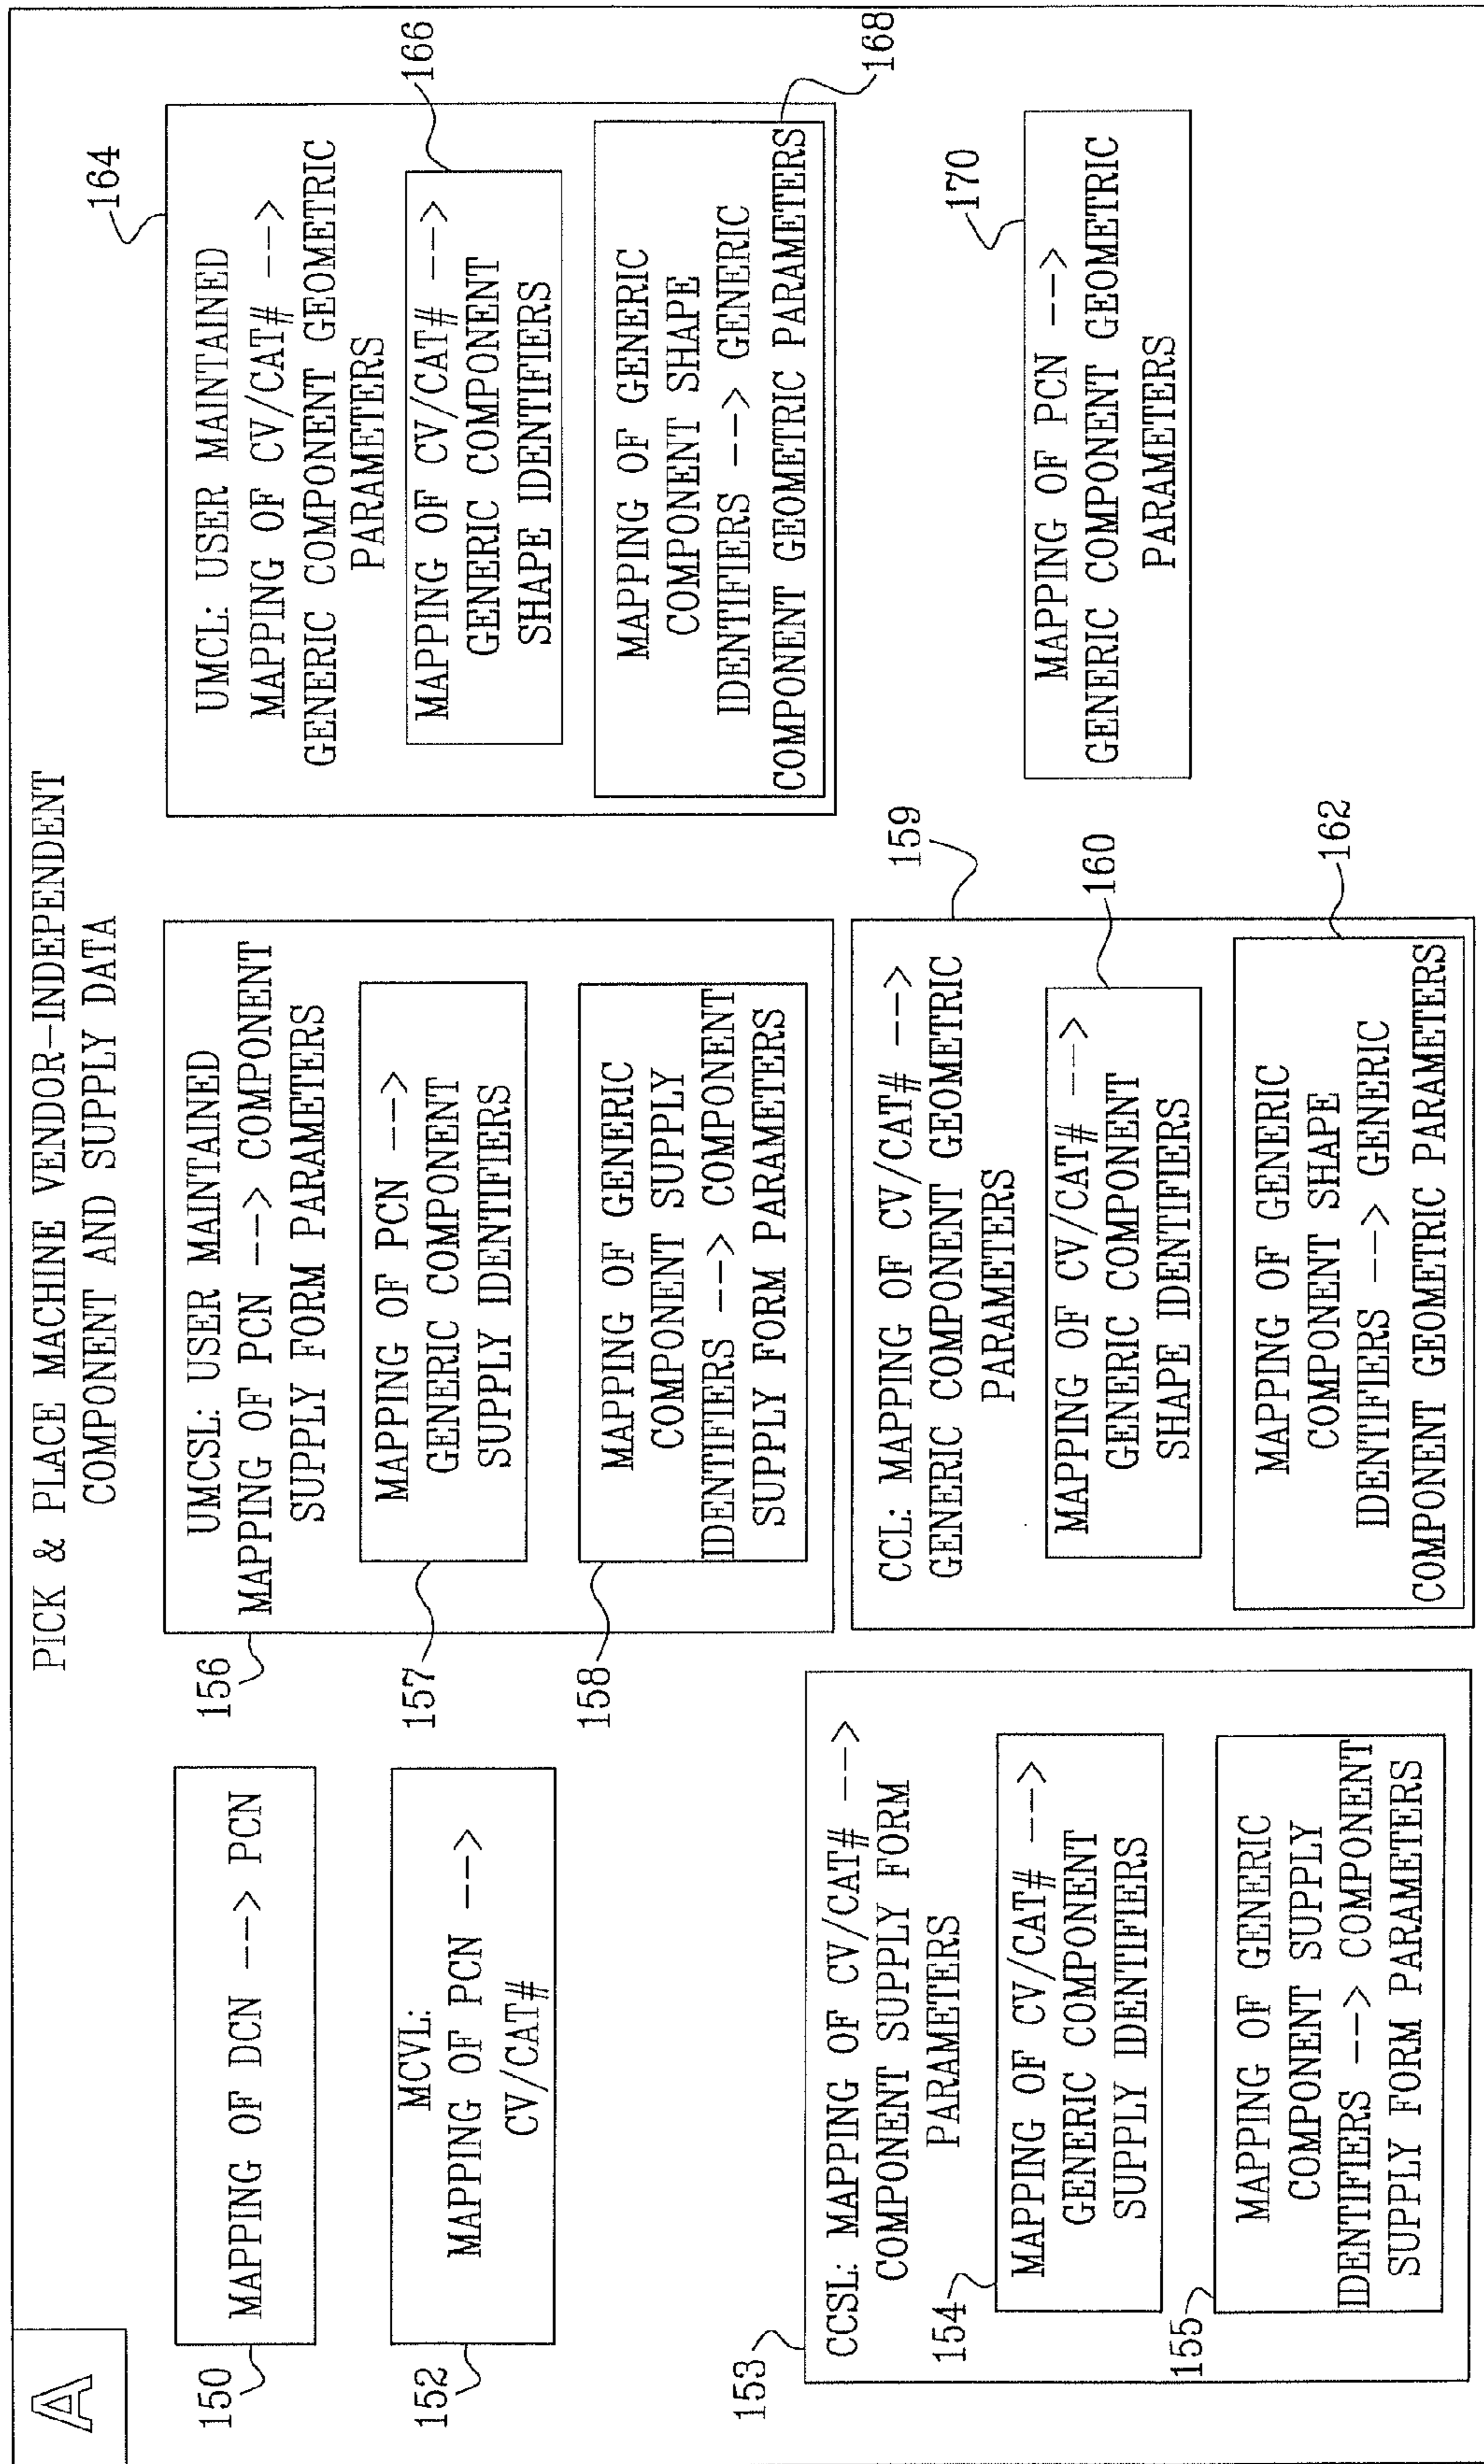 A
PICK & PLACE MACHINE VENDOR-INDEPENDENT
COMPONENT AND SUPPLY DATA
150
MAPPING OF DCN --> PCN
152
MCVL:
MAPPING OF PCN -->
CV/CAT#
153
CCSL: MAPPING OF CV/CAT# -->
COMPONENT SUPPLY FORM
PARAMETERS
154
MAPPING OF CV/CAT# -->
GENERIC COMPONENT
SUPPLY IDENTIFIERS
155
MAPPING OF GENERIC
COMPONENT SUPPLY
IDENTIFIERS --> COMPONENT
SUPPLY FORM PARAMETERS
156
UMCSL: USER MAINTAINED
MAPPING OF PCN --> COMPONENT
SUPPLY FORM PARAMETERS
157
MAPPING OF PCN -->
GENERIC COMPONENT
SUPPLY IDENTIFIERS
158
MAPPING OF GENERIC
COMPONENT SUPPLY
IDENTIFIERS --> COMPONENT
SUPPLY FORM PARAMETERS
159
CCL: MAPPING OF CV/CAT# -->
GENERIC COMPONENT GEOMETRIC
PARAMETERS
160
MAPPING OF CV/CAT# -->
GENERIC COMPONENT
SHAPE IDENTIFIERS
162
MAPPING OF GENERIC
COMPONENT SHAPE
IDENTIFIERS --> GENERIC
COMPONENT GEOMETRIC PARAMETERS
164
UMCL: USER MAINTAINED
MAPPING OF CV/CAT# -->
GENERIC COMPONENT GEOMETRIC
PARAMETERS
166
MAPPING OF CV/CAT# -->
GENERIC COMPONENT
SHAPE IDENTIFIERS
168
MAPPING OF GENERIC
COMPONENT SHAPE
IDENTIFIERS --> GENERIC
COMPONENT GEOMETRIC PARAMETERS
170
MAPPING OF PCN -->
GENERIC COMPONENT GEOMETRIC
PARAMETERS